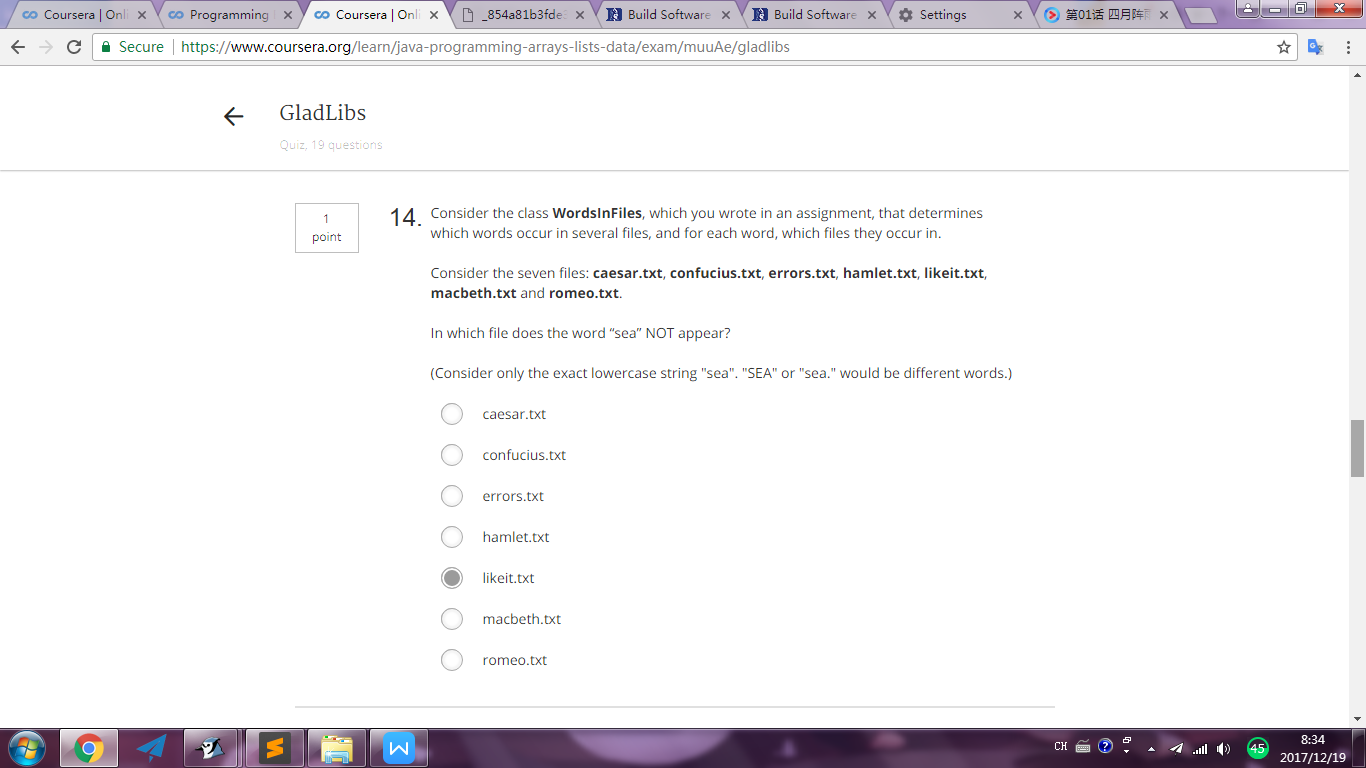 Coursera | Onli
Programming
Coursera | Onli
_854a81b3fde
Build Software
Build Software
Settings
第01话 四月阵雨
Secure
https://www.coursera.org/learn/java-programming-arrays-lists-data/exam/muuAe/gladlibs
GladLibs
Quiz, 19 questions
1
point
14.
Consider the class WordsInFiles, which you wrote in an assignment, that determines
which words occur in several files, and for each word, which files they occur in.
Consider the seven files: caesar.txt, confucius.txt, errors.txt, hamlet.txt, likeit.txt,
macbeth.txt and romeo.txt.
In which file does the word “sea” NOT appear?
(Consider only the exact lowercase string "sea". "SEA" or "sea." would be different words.)
caesar.txt
confucius.txt
errors.txt
hamlet.txt
likeit.txt
macbeth.txt
romeo.txt
CH
45
8:34
2017/12/19